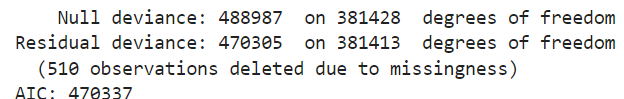 Null deviance: 488987  on 381428  degrees of freedom
Residual deviance: 470305  on 381413  degrees of freedom
(510 observations deleted due to missingness)
AIC: 470337